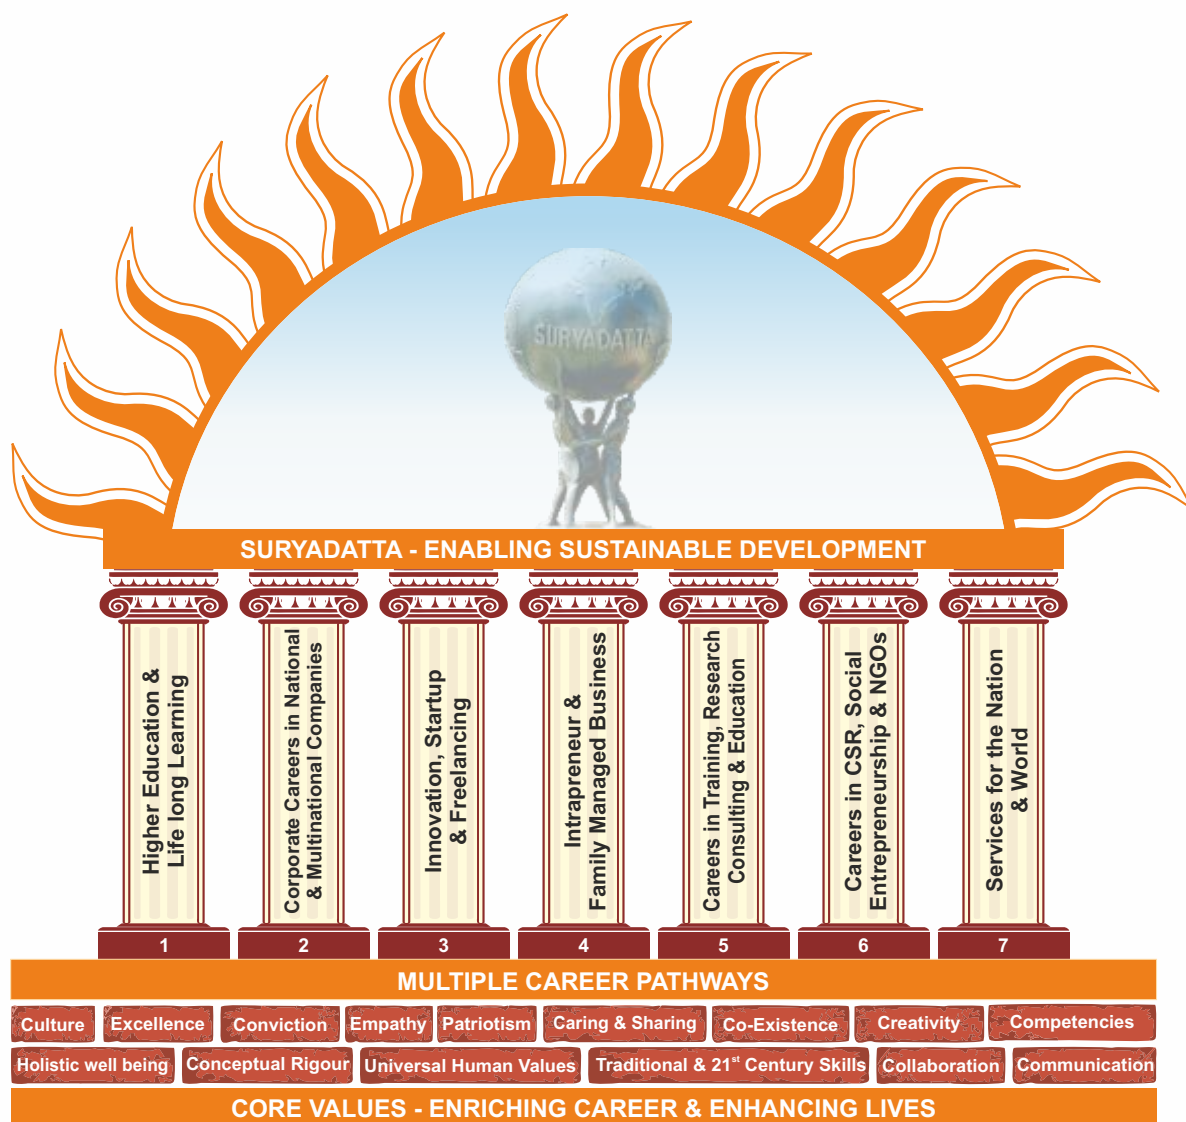 SURYADATTA
SURYADATTA - ENABLING SUSTAINABLE DEVELOPMENT
Higher Education &
Life long Learning
Corporate Careers in National
& Multinational Companies
Innovation, Startup
& Freelancing
Intrapreneur &
Family Managed Business
Careers in Training, Research
Consulting & Education
Careers in CSR, Social
Entrepreneurship & NGOs
Services for the Nation
& World
1 2 3 4 5 6 7
MULTIPLE CAREER PATHWAYS
Culture Excellence Conviction Empathy Patriotism Caring & Sharing Co-Existence Creativity Competencies
Holistic well being Conceptual Rigour Universal Human Values Traditional & 21st Century Skills Collaboration Communication
CORE VALUES - ENRICHING CAREER & ENHANCING LIVES